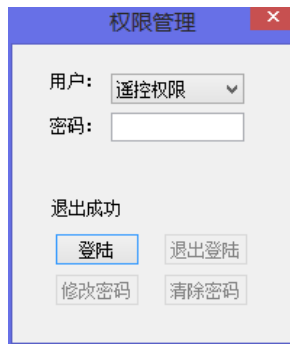 权限管理
用户： 遥控权限
密码：
退出成功
登陆 退出登陆
修改密码 清除密码